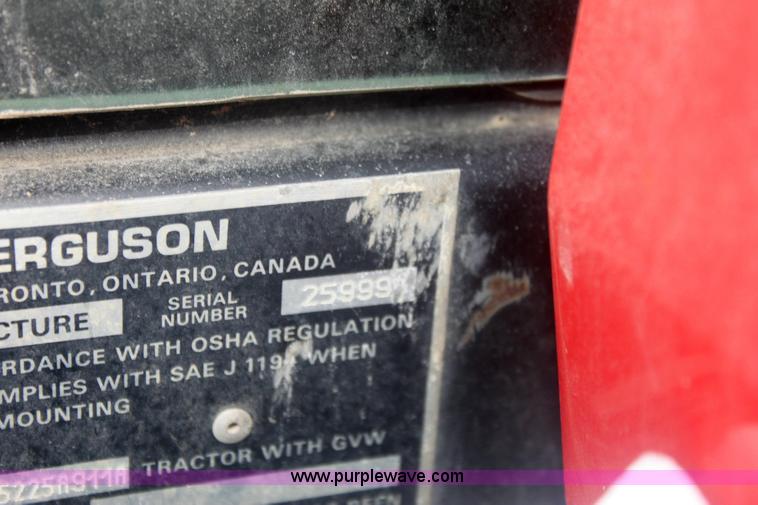 ERGUSON
RONTO, ONTARIO, CANADA
CTURE SERIAL NUMBER 25999
RDANCE WITH OSHA REGULATION
MPLIES WITH SAE J 1194 WHEN
MOUNTING
TRACTOR WITH GVW
www.purplewave.com